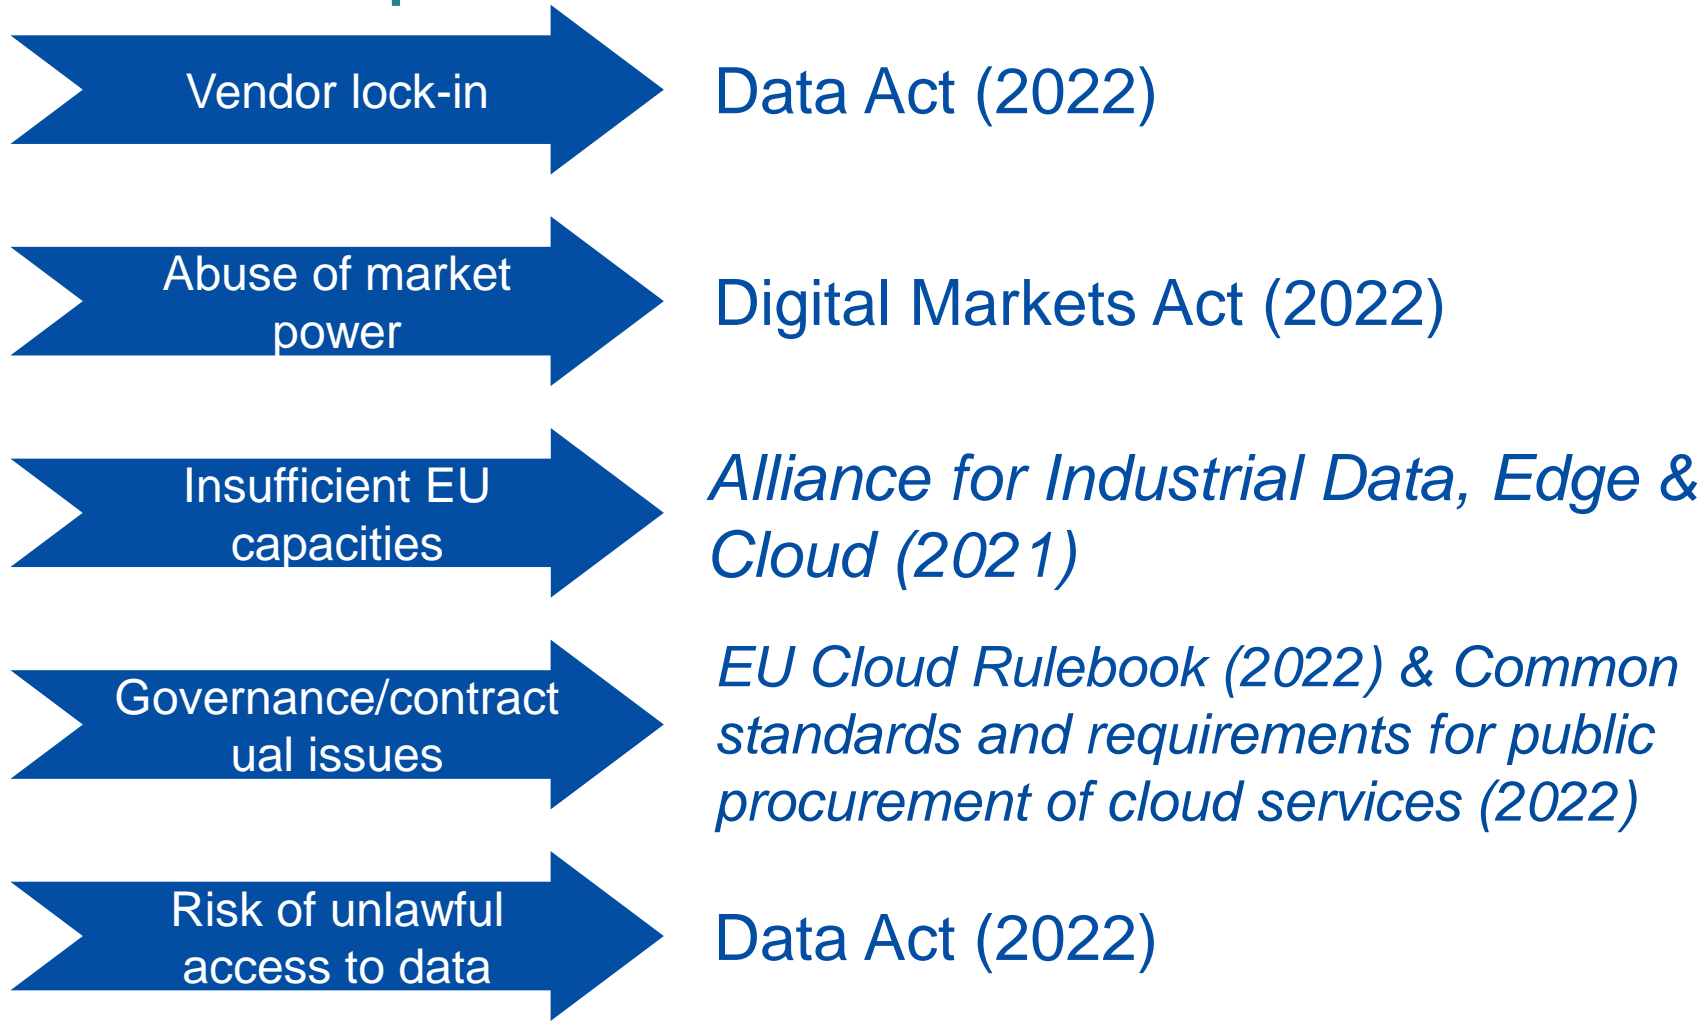 Vendor lock-in
Data Act (2022)
Abuse of market
power
Digital Markets Act (2022)
Insufficient EU
capacities
Alliance for Industrial Data, Edge &
Cloud (2021)
Governance/contract
ual issues
EU Cloud Rulebook (2022) & Common
standards and requirements for public
procurement of cloud services (2022)
Risk of unlawful
access to data
Data Act (2022)